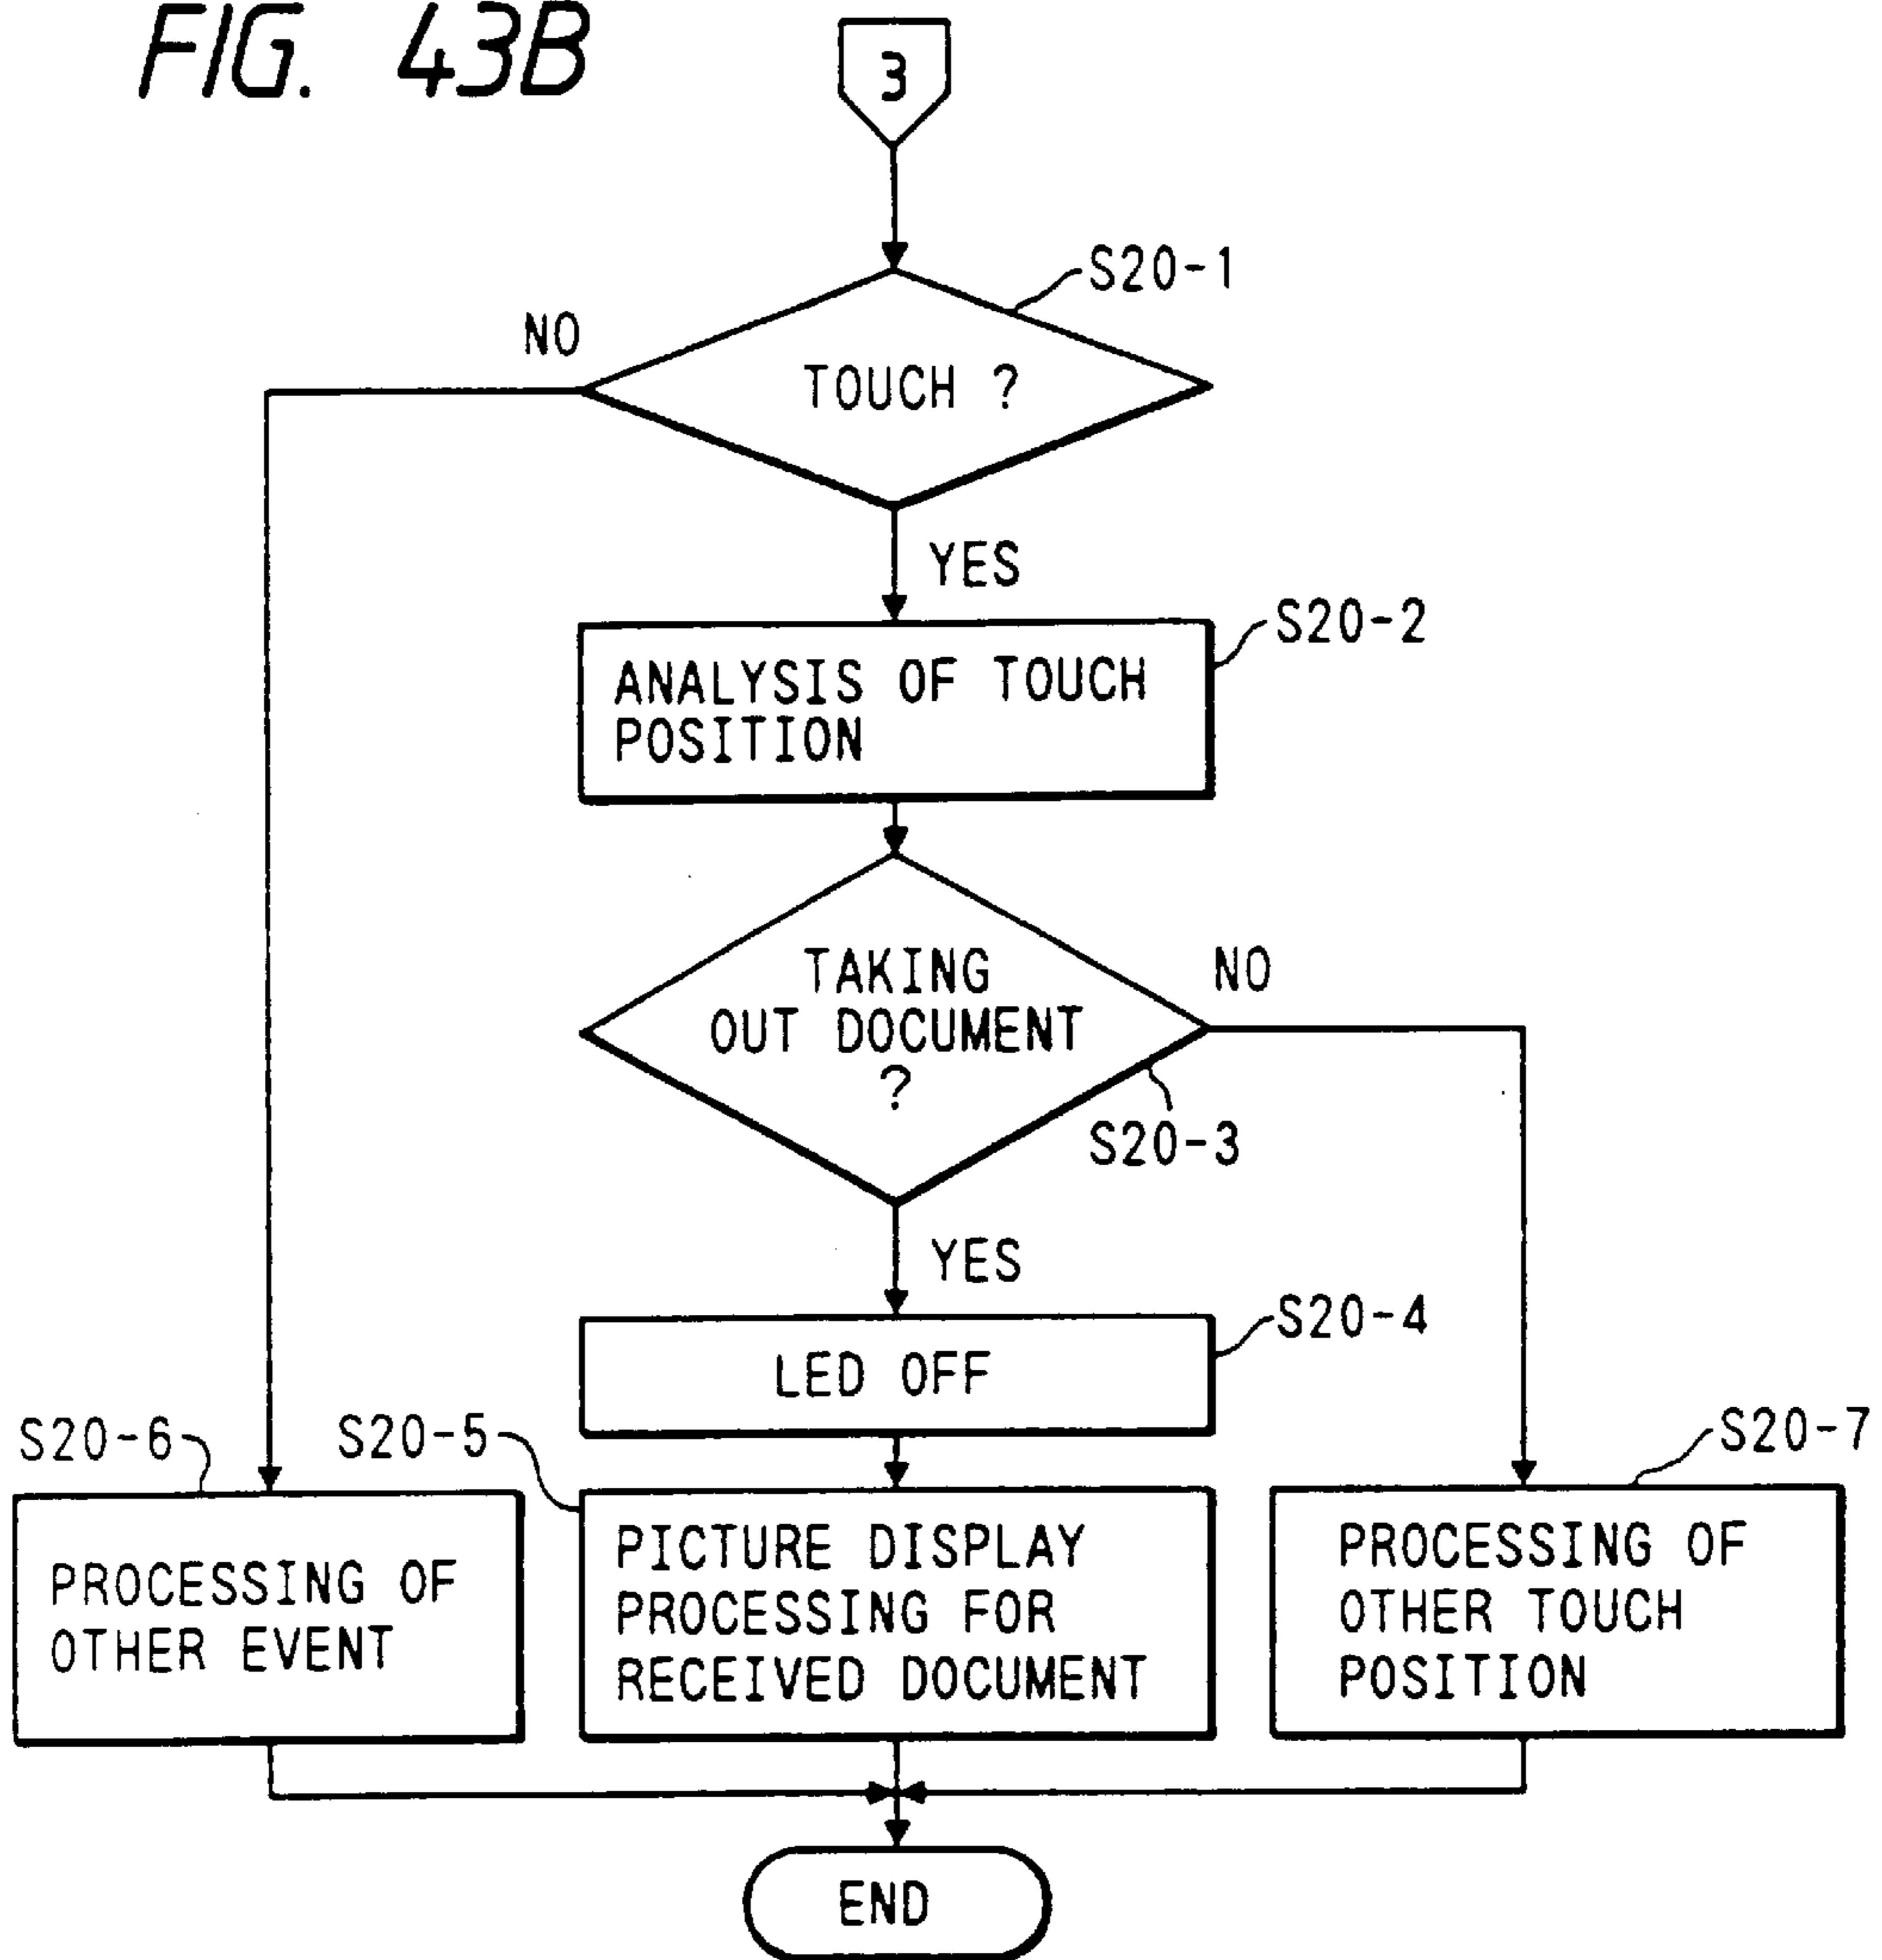 FIG. 43B
3
S20-1
NO
TOUCH ?
YES
S20-2
ANALYSIS OF TOUCH
POSITION
TAKING
OUT DOCUMENT
?
NO
S20-3
YES
S20-4
LED OFF
S20-6
S20-5
S20-7
PROCESSING OF
OTHER EVENT
PICTURE DISPLAY
PROCESSING FOR
RECEIVED DOCUMENT
PROCESSING OF
OTHER TOUCH
POSITION
END